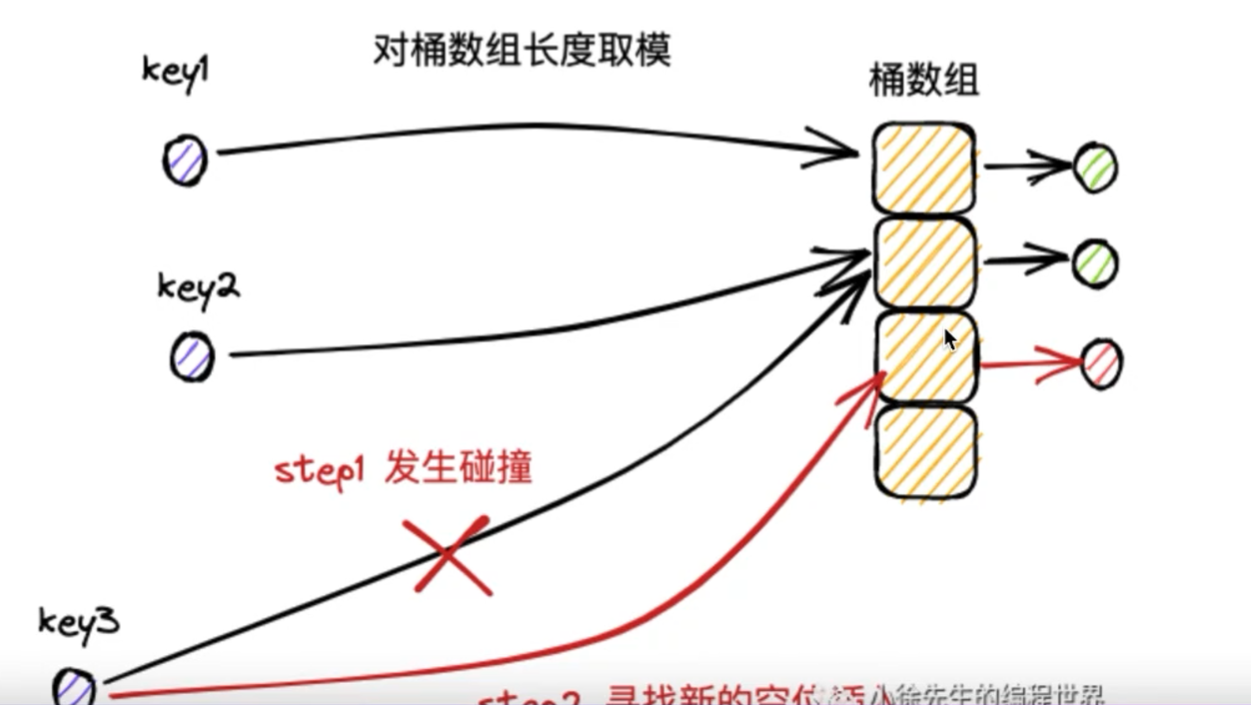 key1
对桶数组长度取模
桶数组
key2
step1 发生碰撞
key3
step2 寻找新的空位
小徐先生的编程世界